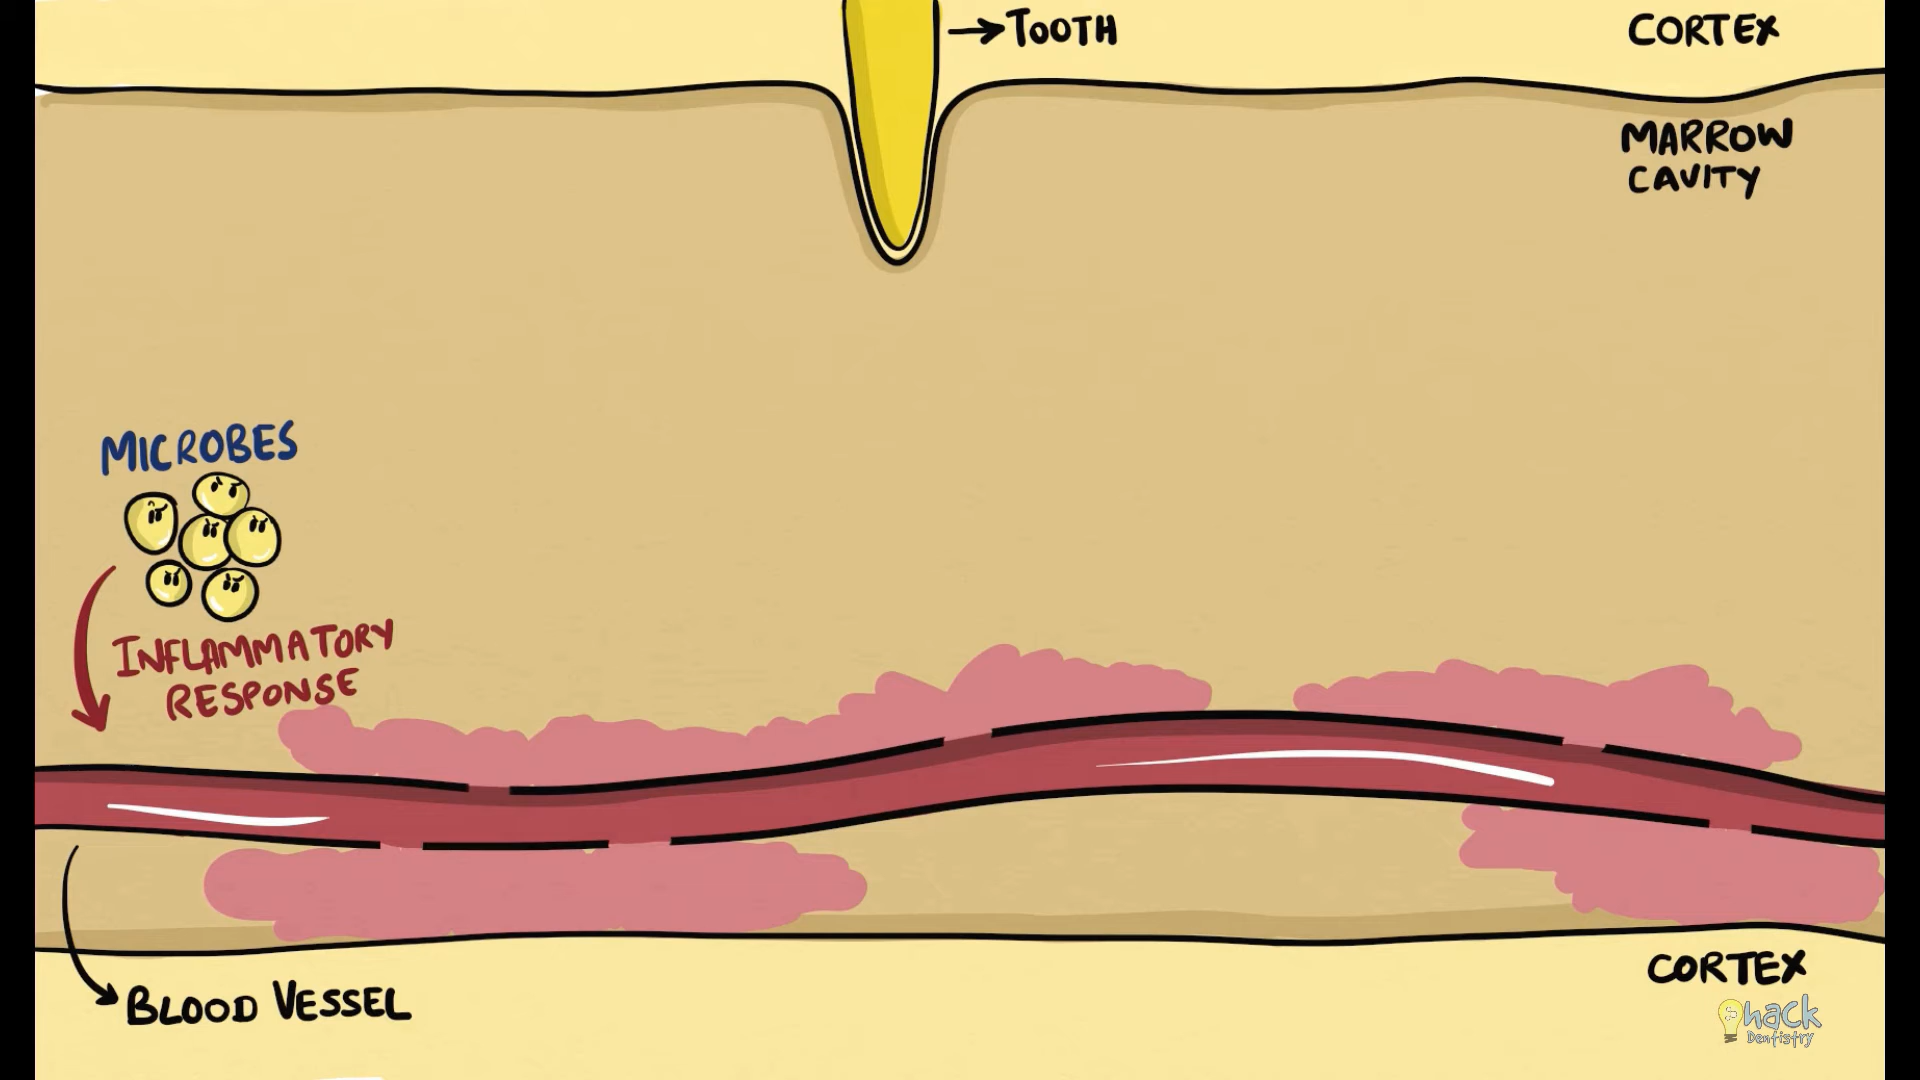 →TOOTH
CORTEX
MARROW
CAVITY
MICROBES
INFLAMMATORY
RESPONSE
CORTEX
BLOOD VESSEL
hack
Dentistry